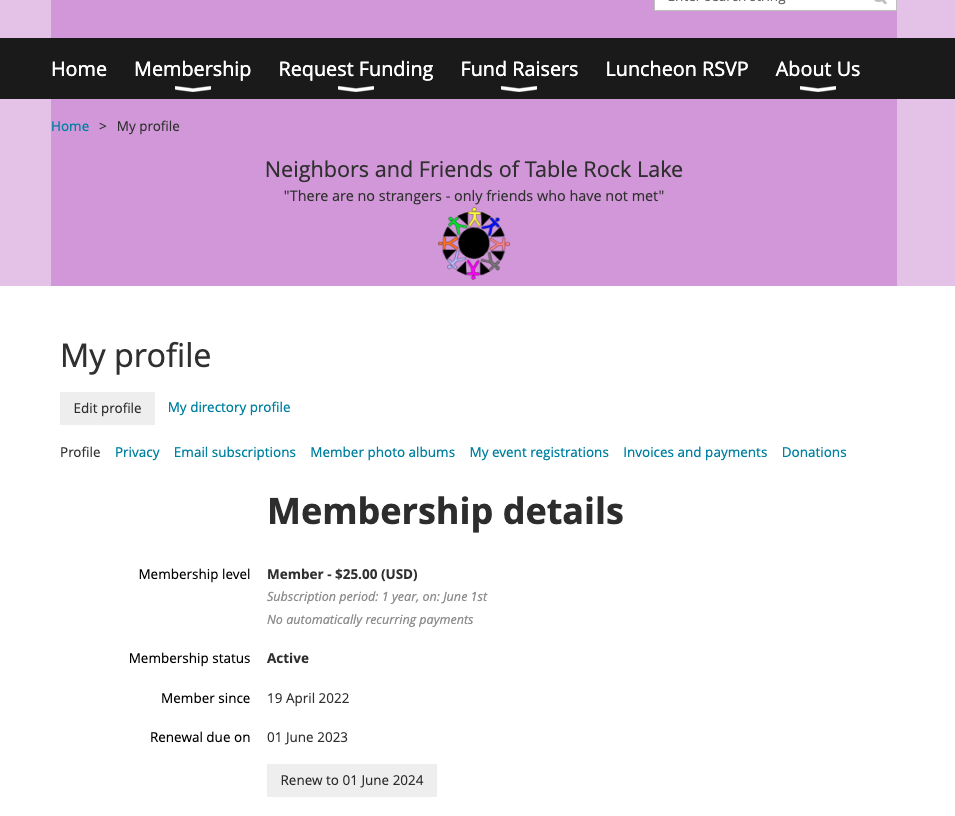 Home Membership Request Funding Fund Raisers Luncheon RSVP About Us
Home > My profile
Neighbors and Friends of Table Rock Lake
"There are no strangers - only friends who have not met"
My profile
Edit profile My directory profile
Profile Privacy Email subscriptions Member photo albums My event registrations Invoices and payments Donations
Membership details
Membership level Member - $25.00 (USD)
Subscription period: 1 year, on: June 1st
No automatically recurring payments
Membership status Active
Member since 19 April 2022
Renewal due on 01 June 2023
Renew to 01 June 2024